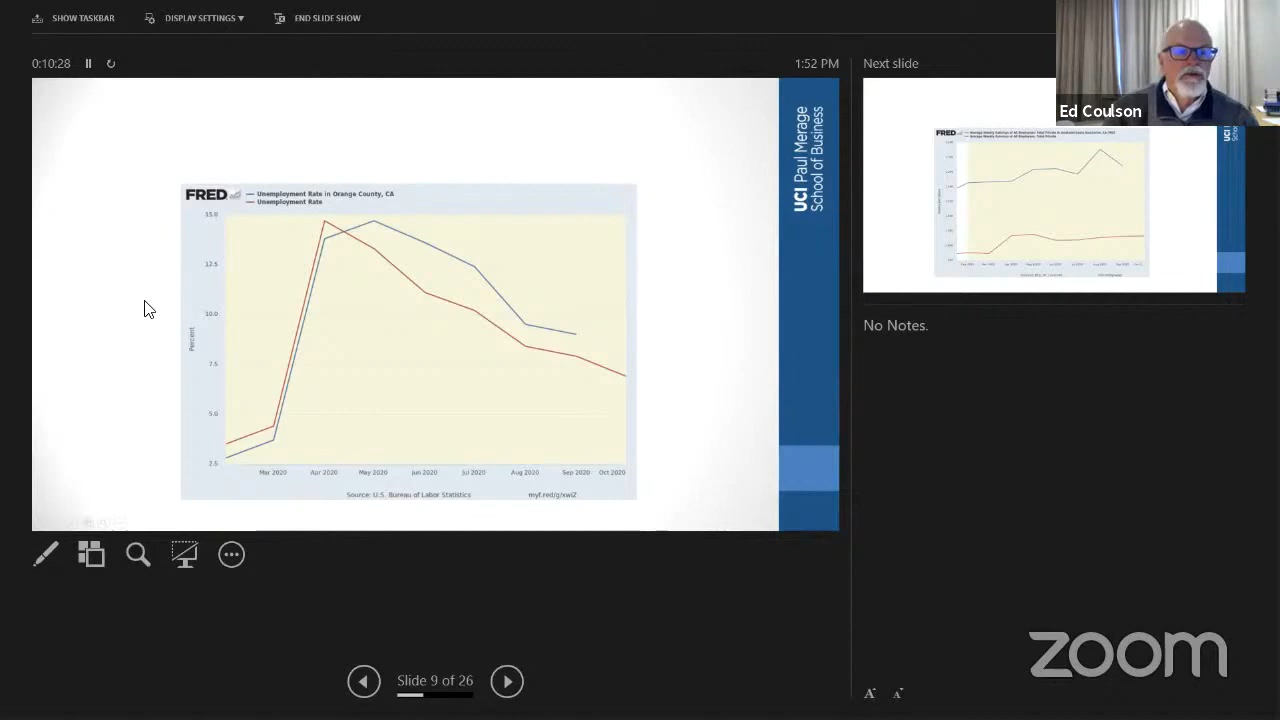 SHOW TASKBAR
DISPLAY SETTINGS ▼
END SLIDE SHOW
0:10:28
1:52 PM
Next slide
Ed Coulson
FRED
Unemployment Rate in Orange County, CA
Unemployment Rate
15.0
12.5
10.0
7.5
5.0
2.5
Percent
Mar 2020
Apr 2020
May 2020
Jun 2020
Jul 2020
Aug 2020
Sep 2020
Oct 2020
Source: U.S. Bureau of Labor Statistics
myf.red/g/xwiZ
UCI Paul Merage
School of Business
FRED
UCI
No Notes.
Slide 9 of 26
A
A
zoom